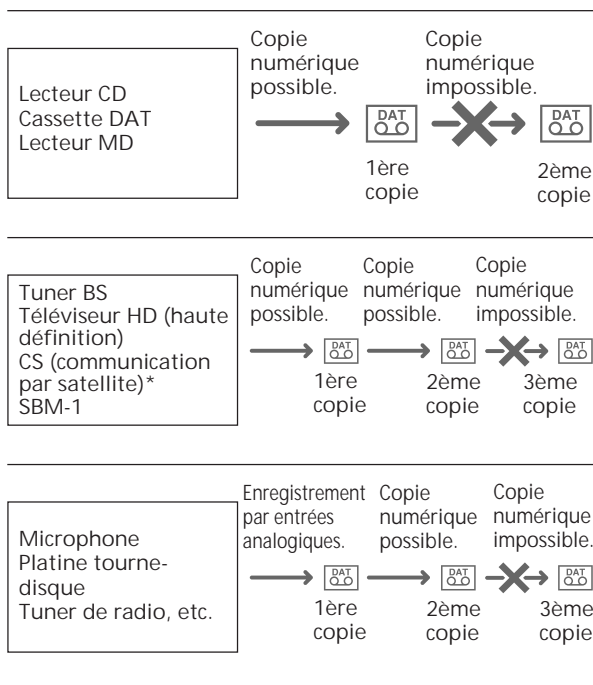 Lecteur CD
Cassette DAT
Lecteur MD
Copie
numérique
possible.
Copie
numérique
impossible.
DAT
DAT
1ère
copie
2ème
copie
Tuner BS
Téléviseur HD (haute
définition)
CS (communication
par satellite)*
SBM-1
Copie
numérique
possible.
Copie
numérique
possible.
Copie
numérique
impossible.
DAT
DAT
DAT
1ère
copie
2ème
copie
3ème
copie
Microphone
Platine tourne-
disque
Tuner de radio, etc.
Enregistrement
par entrées
analogiques.
Copie
numérique
possible.
Copie
numérique
impossible.
DAT
DAT
DAT
1ère
copie
2ème
copie
3ème
copie